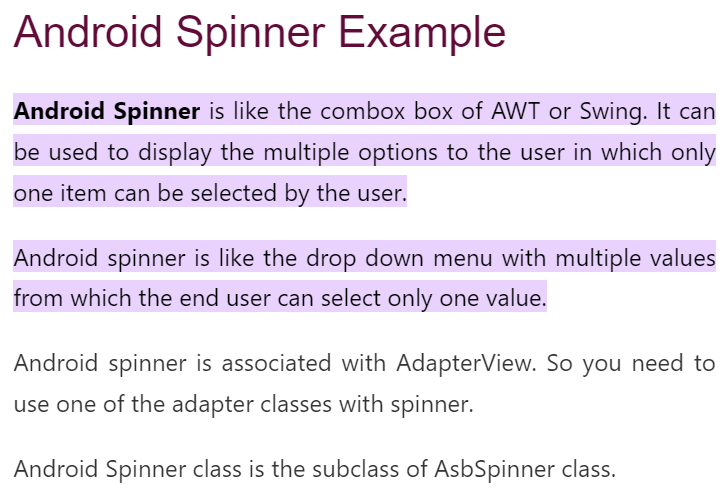 Android Spinner Example
Android Spinner is like the combox box of AWT or Swing. It can
be used to display the multiple options to the user in which only
one item can be selected by the user.
Android spinner is like the drop down menu with multiple values
from which the end user can select only one value.
Android spinner is associated with AdapterView. So you need to
use one of the adapter classes with spinner.
Android Spinner class is the subclass of AsbSpinner class.